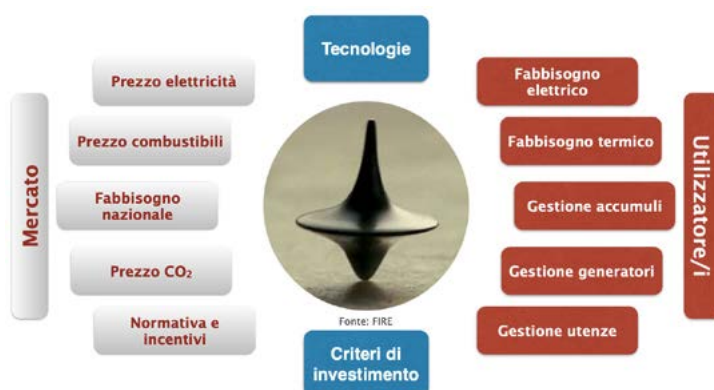 Tecnologie
Mercato
Prezzo elettricità
Prezzo combustibili
Fabbisogno
nazionale
Prezzo CO₂
Normativa e
incentivi
Fonte: FIRE
Criteri di
investimento
Fabbisogno
elettrico
Fabbisogno termico
Gestione accumuli
Gestione generatori
Gestione utenze
Utilizzatore/i